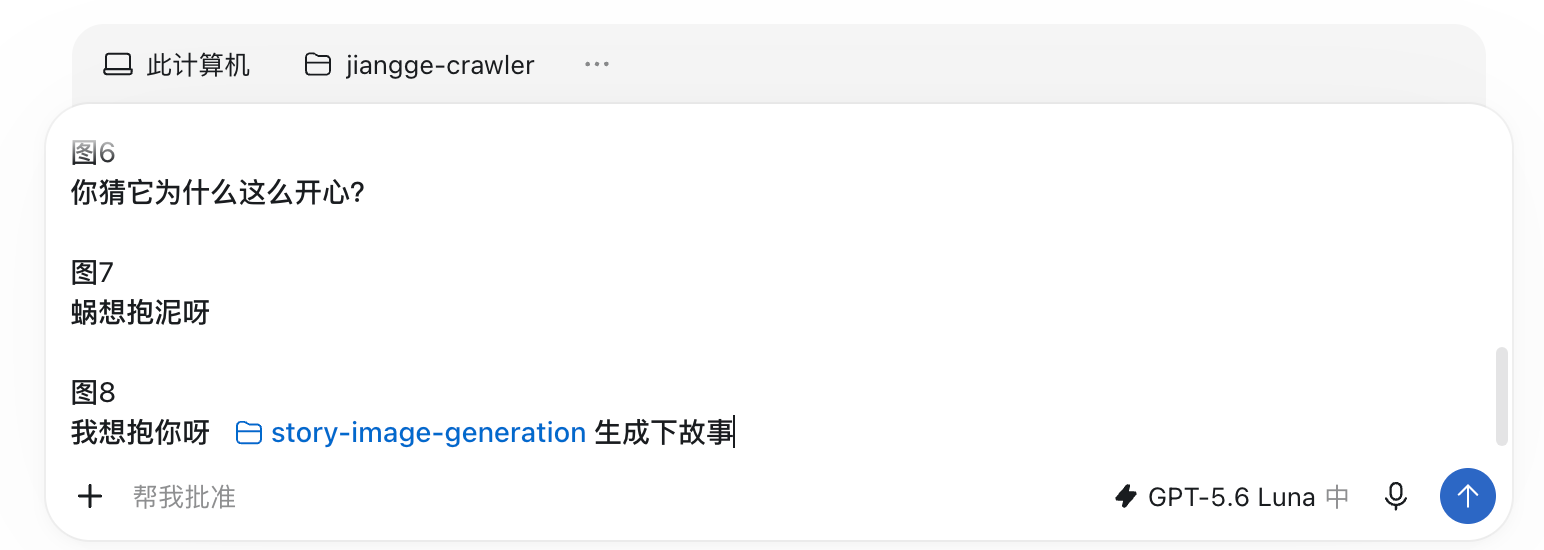 此计算机 jiangge-crawler ···
图6
你猜它为什么这么开心?
图7
蜗想抱泥呀
图8
我想抱你呀 story-image-generation 生成下故事
帮我批准 GPT-5.6 Luna 中